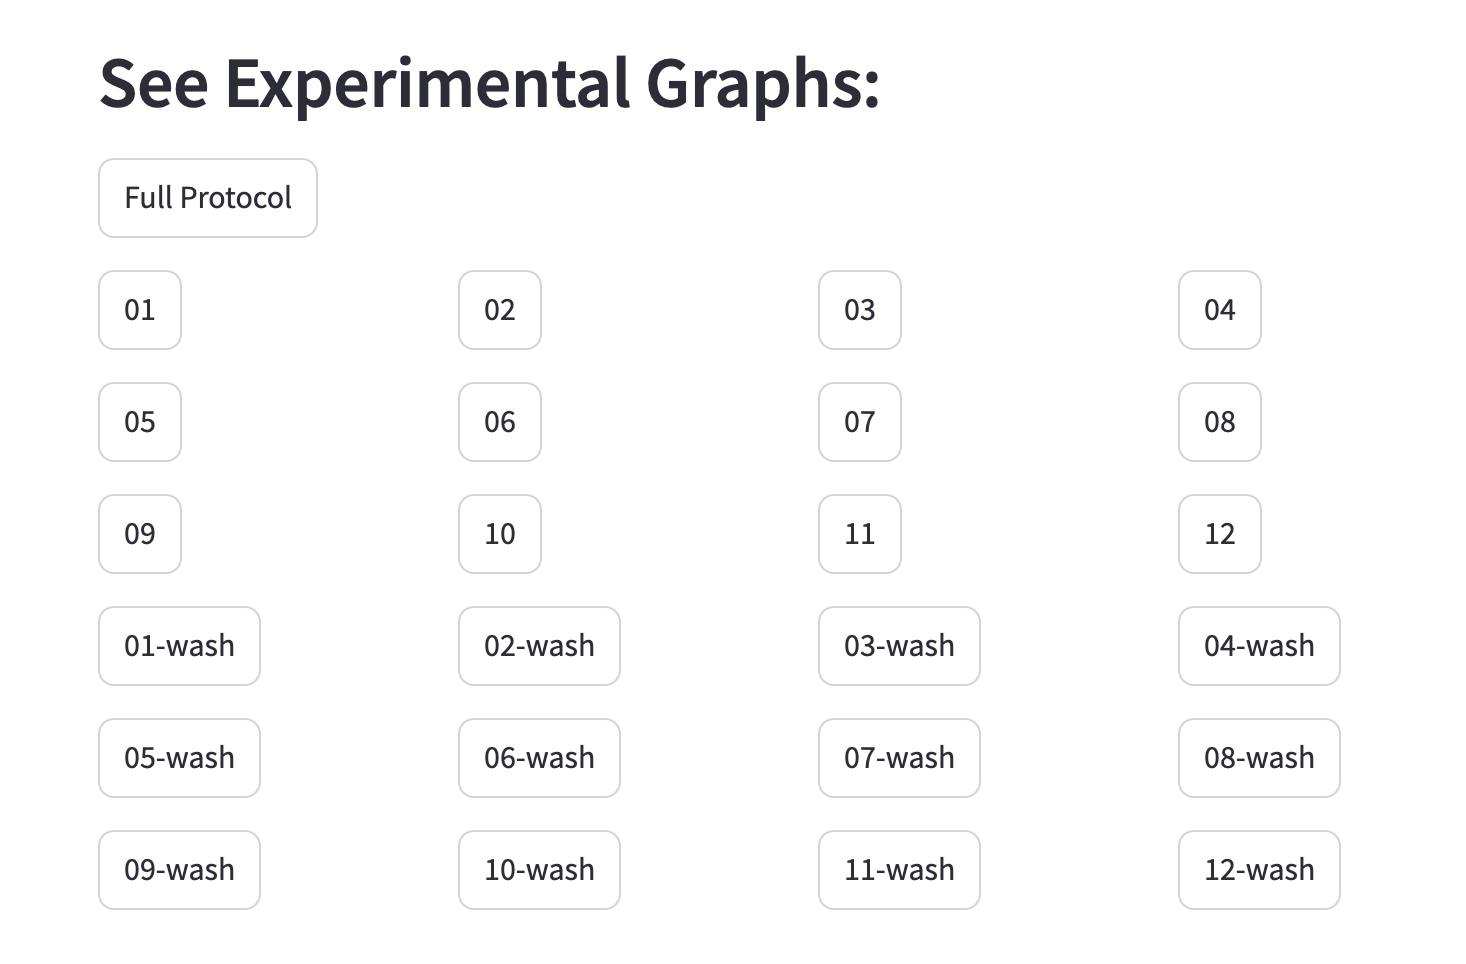 See Experimental Graphs:
Full Protocol
01 02 03 04
05 06 07 08
09 10 11 12
01-wash 02-wash 03-wash 04-wash
05-wash 06-wash 07-wash 08-wash
09-wash 10-wash 11-wash 12-wash